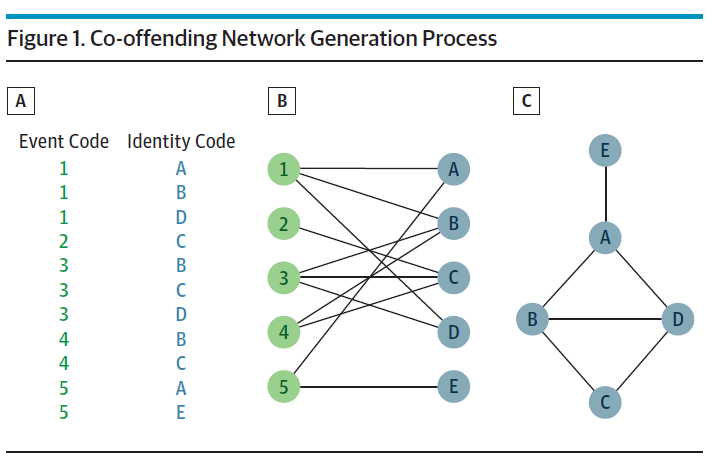 Figure 1. Co-offending Network Generation Process
A
Event Code Identity Code
1 A
1 B
1 D
2 C
3 B
3 C
3 D
4 B
4 C
5 A
5 E
B
1 A
2 B
3 C
4 D
5 E
C
E
A
B D
C